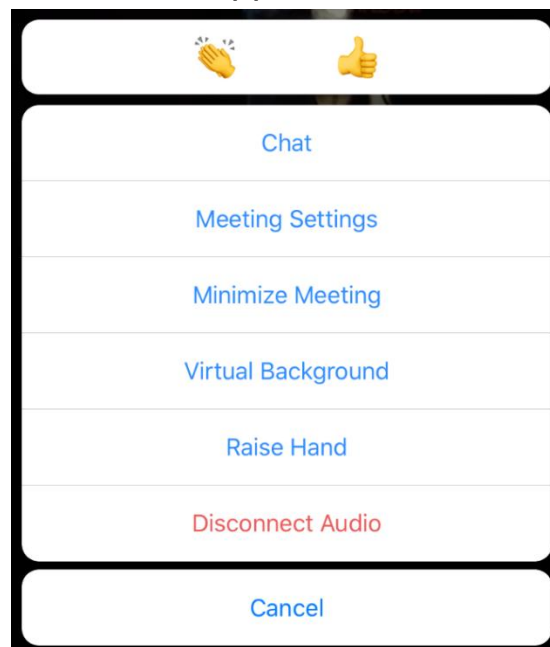 Chat
Meeting Settings
Minimize Meeting
Virtual Background
Raise Hand
Disconnect Audio
Cancel